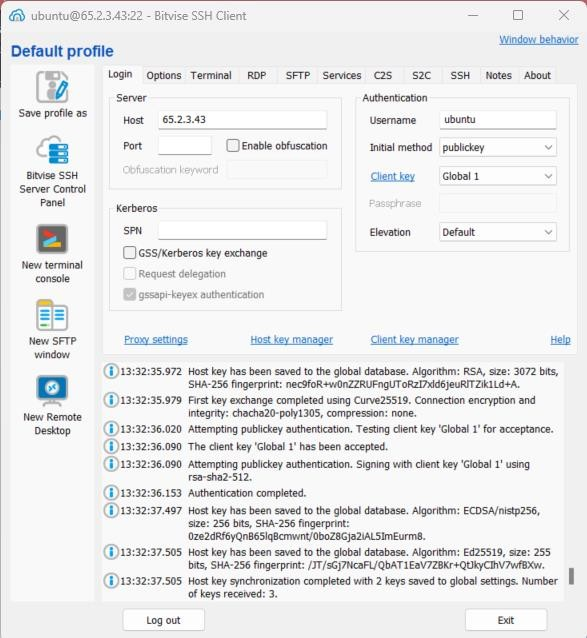 ubuntu@65.2.3.43:22 - Bitvise SSH Client
Window behavior
Default profile
Save profile as
Bitvise SSH
Server Control
Panel
New terminal
console
New SFTP
window
New Remote
Desktop
Login Options Terminal RDP SFTP Services C2S S2C SSH Notes About
Server
Host 65.2.3.43
Port Enable obfuscation
Obfuscation keyword
Kerberos
SPN
GSS/Kerberos key exchange
Request delegation
gssapi-keyex authentication
Authentication
Username ubuntu
Initial method publickey
Client key Global 1
Passphrase
Elevation Default
Proxy settings Host key manager Client key manager Help
13:32:35.972 Host key has been saved to the global database. Algorithm: RSA, size: 3072 bits,
SHA-256 fingerprint: nec9foR+w0nZZRUFngUToRzI7xdd6jeuRlTZik1Ld+A.
13:32:35.979 First key exchange completed using Curve25519. Connection encryption and
integrity: chacha20-poly1305, compression: none.
13:32:36.020 Attempting publickey authentication. Testing client key 'Global 1' for acceptance.
13:32:36.090 The client key 'Global 1' has been accepted.
13:32:36.090 Attempting publickey authentication. Signing with client key 'Global 1' using
rsa-sha2-512.
13:32:36.153 Authentication completed.
13:32:37.497 Host key has been saved to the global database. Algorithm: ECDSA/nistp256,
size: 256 bits, SHA-256 fingerprint:
0ze2dRf6yQnB65lqBcmwnt/0boZ8Gja2iAL5ImEurm8.
13:32:37.505 Host key has been saved to the global database. Algorithm: Ed25519, size: 255
bits, SHA-256 fingerprint: /JT/sGj7NcaFL/QbAT1EaV7ZBKr+QtJkyCIhV7wfBXw.
13:32:37.505 Host key synchronization completed with 2 keys saved to global settings. Number
of keys received: 3.
Log out Exit